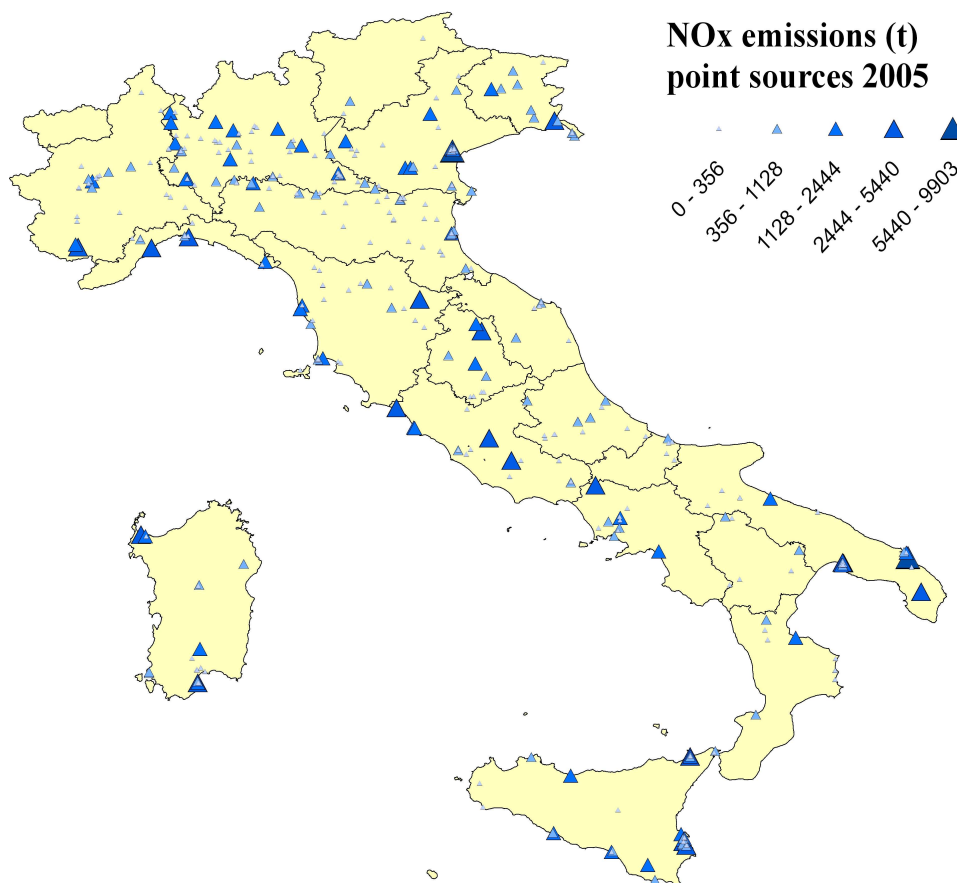 NOx emissions (t)
point sources 2005
0 - 356
356 - 1128
1128 - 2444
2444 - 5440
5440 - 9903